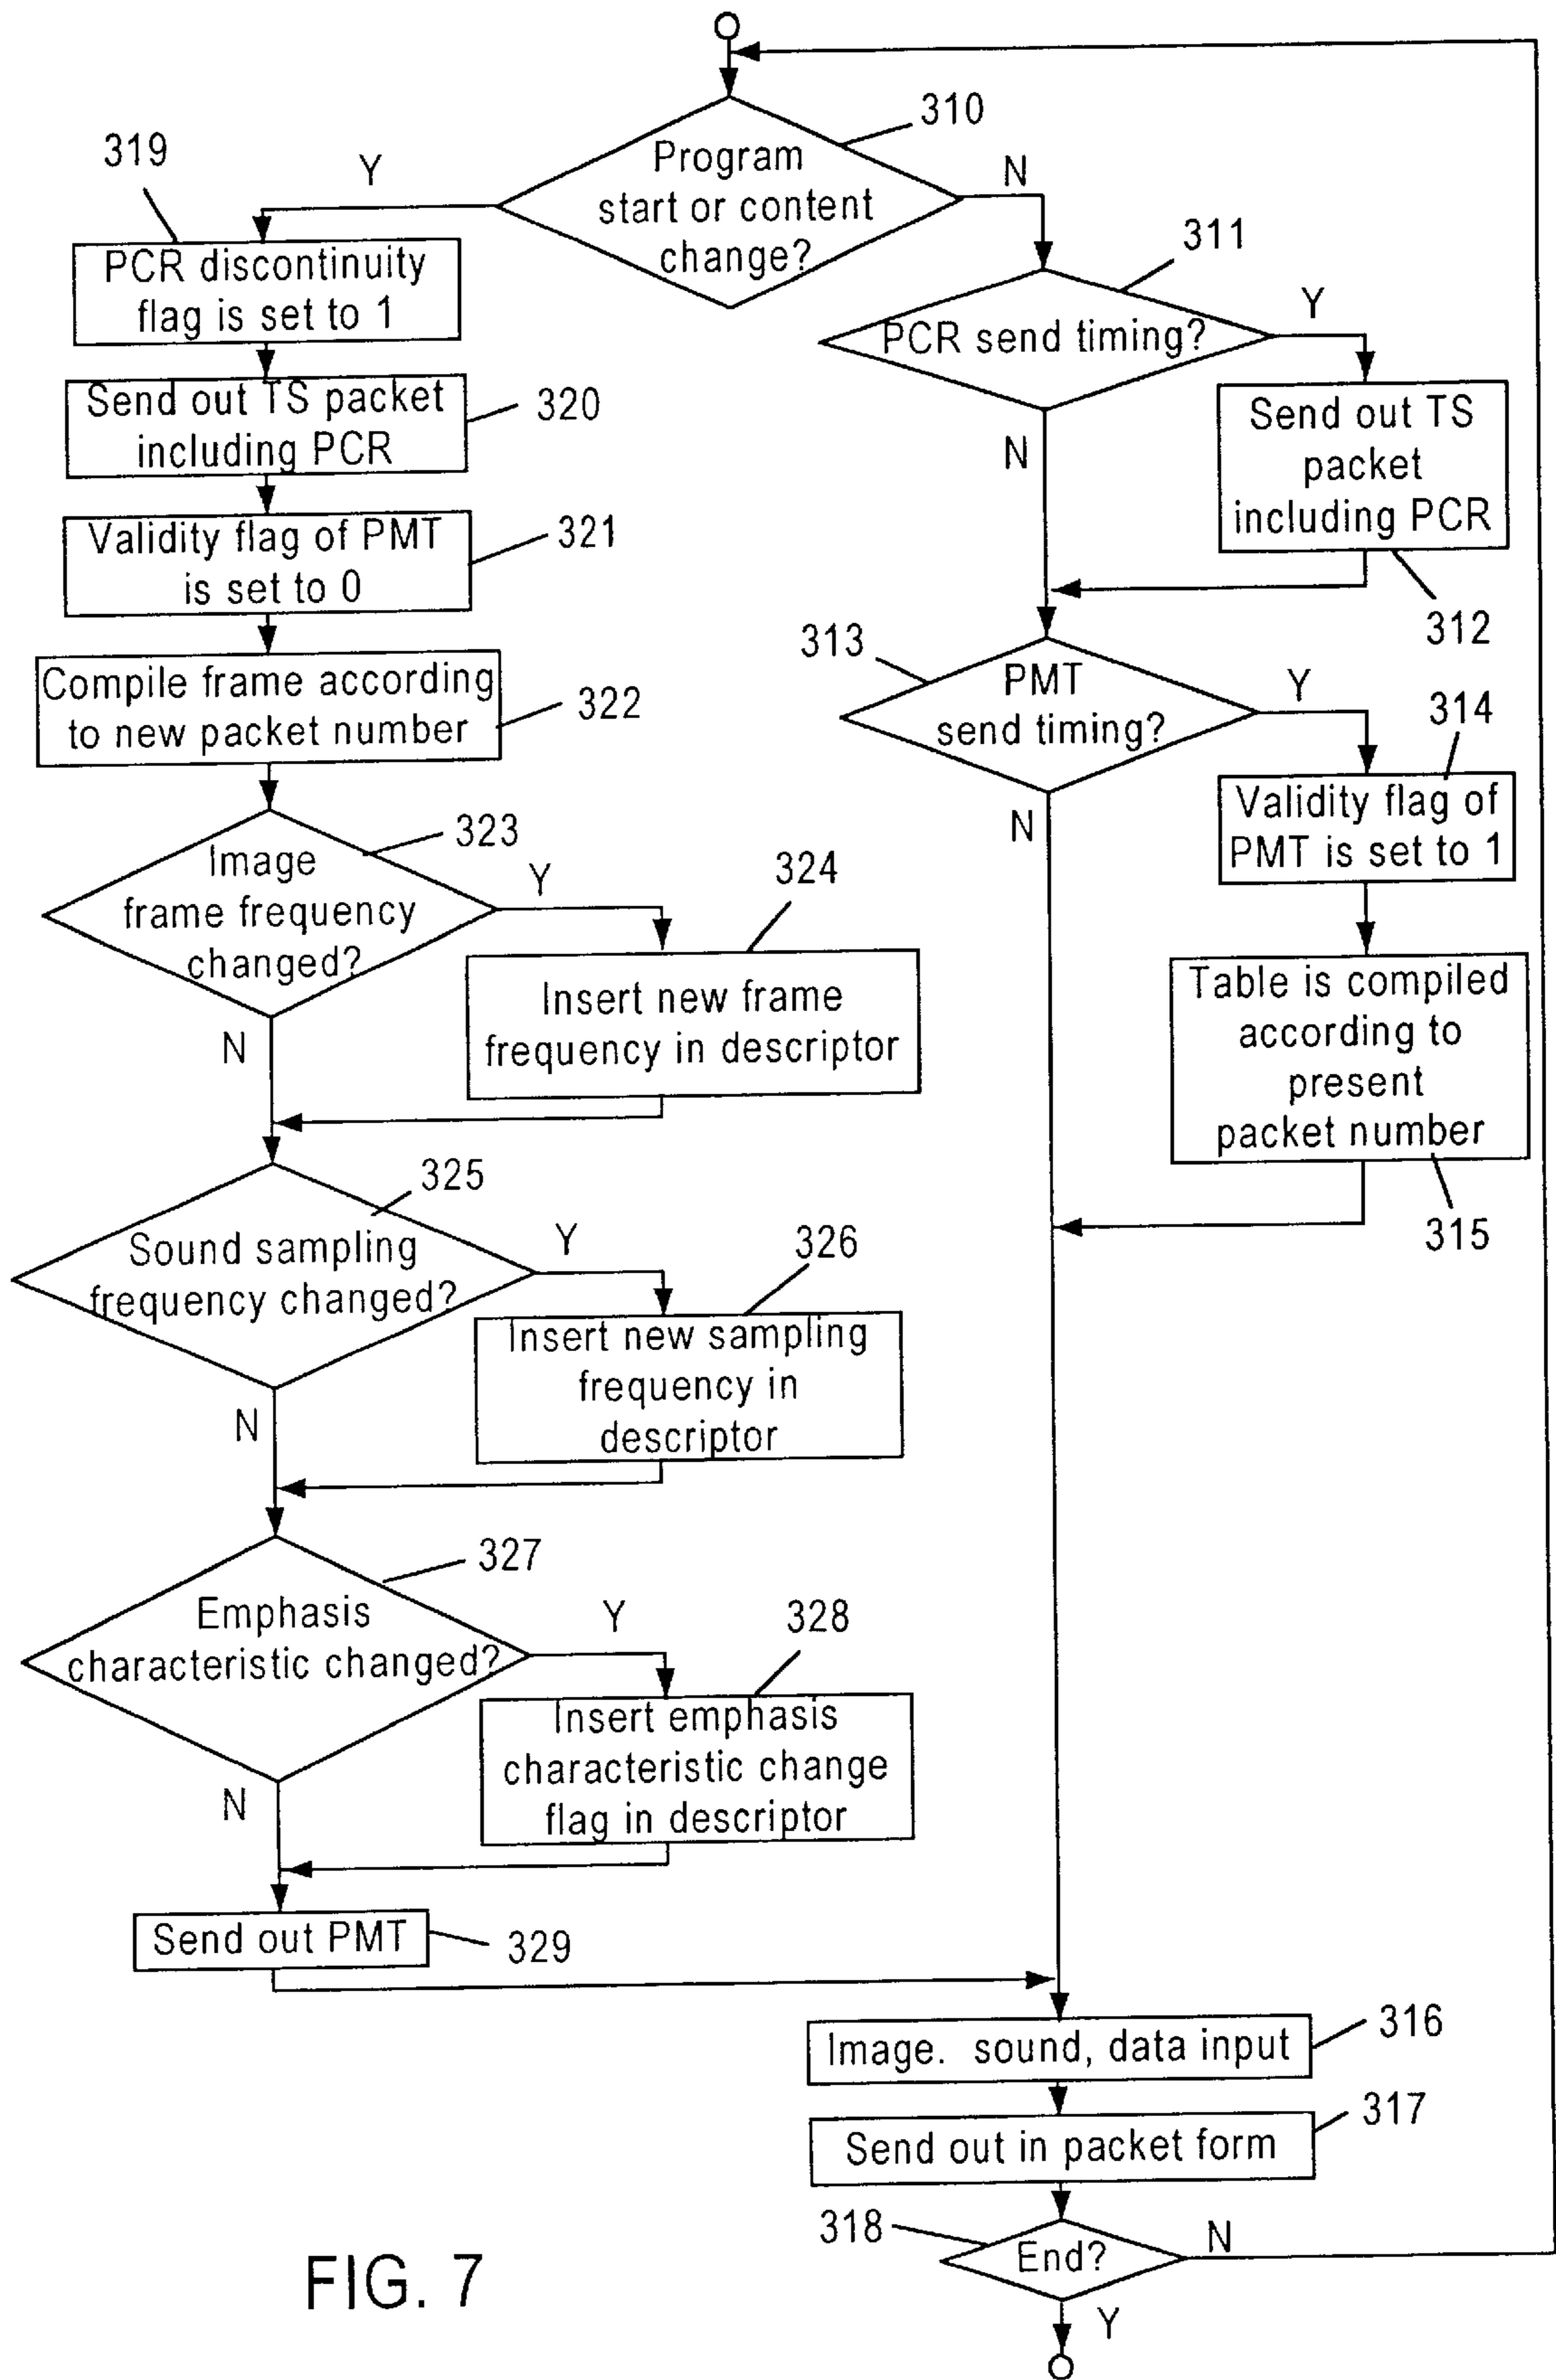 310
Program
start or content
change?
Y
N
319
PCR discontinuity
flag is set to 1
311
PCR send timing?
Y
N
Send out TS packet
including PCR
320
Send out TS
packet
including PCR
312
Validity flag of PMT
is set to 0
321
313
PMT
send timing?
Y
N
Compile frame according
to new packet number
322
314
Validity flag of
PMT is set to 1
323
Image
frame frequency
changed?
Y
N
324
Insert new frame
frequency in descriptor
Table is compiled
according to
present
packet number
315
325
Sound sampling
frequency changed?
Y
N
326
Insert new sampling
frequency in
descriptor
327
Emphasis
characteristic changed?
Y
N
328
Insert emphasis
characteristic change
flag in descriptor
Send out PMT
329
Image. sound, data input
316
Send out in packet form
317
318
End?
N
Y
FIG. 7